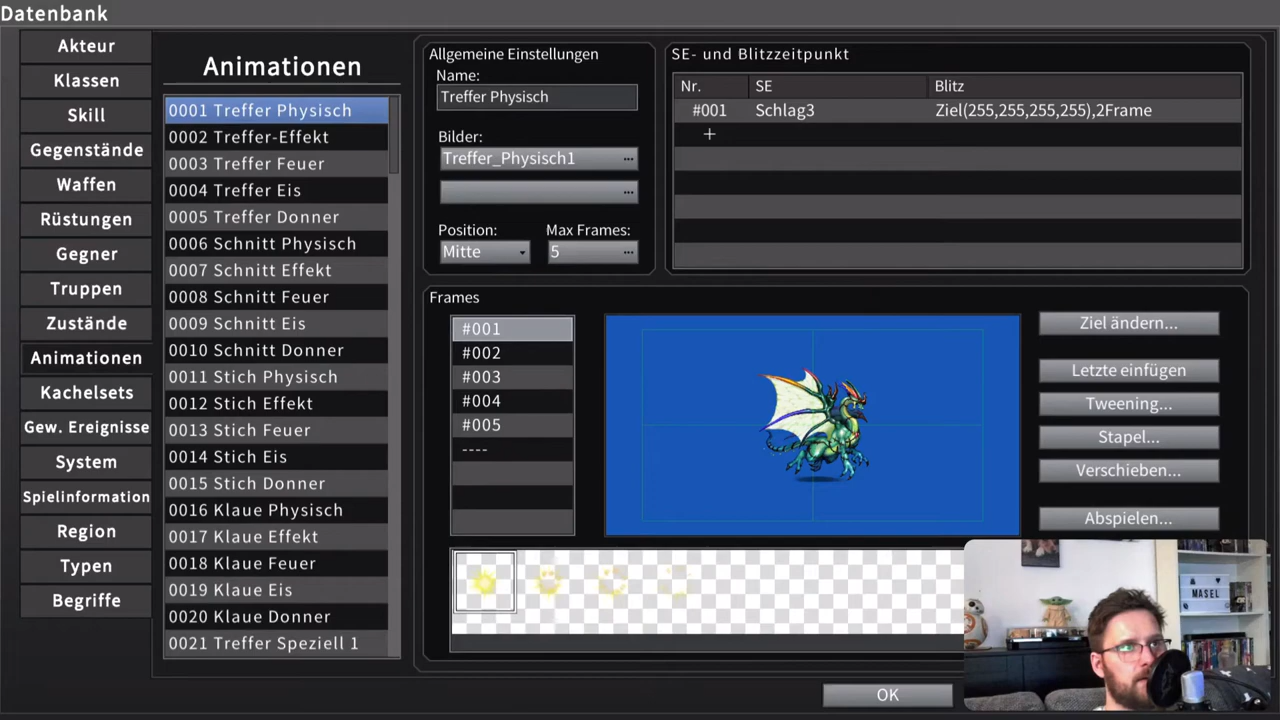 Datenbank
Akteur
Klassen
Skill
Gegenstände
Waffen
Rüstungen
Gegner
Truppen
Zustände
Animationen
Kachelsets
Gew. Ereignisse
System
Spielinformation
Region
Typen
Begriffe
Animationen
0001 Treffer Physisch
0002 Treffer-Effekt
0003 Treffer Feuer
0004 Treffer Eis
0005 Treffer Donner
0006 Schnitt Physisch
0007 Schnitt Effekt
0008 Schnitt Feuer
0009 Schnitt Eis
0010 Schnitt Donner
0011 Stich Physisch
0012 Stich Effekt
0013 Stich Feuer
0014 Stich Eis
0015 Stich Donner
0016 Klaue Physisch
0017 Klaue Effekt
0018 Klaue Feuer
0019 Klaue Eis
0020 Klaue Donner
0021 Treffer Speziell 1
Allgemeine Einstellungen
Name:
Treffer Physisch
Bilder:
Treffer_Physisch1 ...
...
Position: Max Frames:
Mitte 5 ...
SE- und Blitzzeitpunkt
Nr. SE Blitz
#001 Schlag3 Ziel(255,255,255,255),2Frame
+
Frames
#001
#002
#003
#004
#005
----
Ziel ändern...
Letzte einfügen
Tweening...
Stapel...
Verschieben...
Abspielen...
MASEL
OK